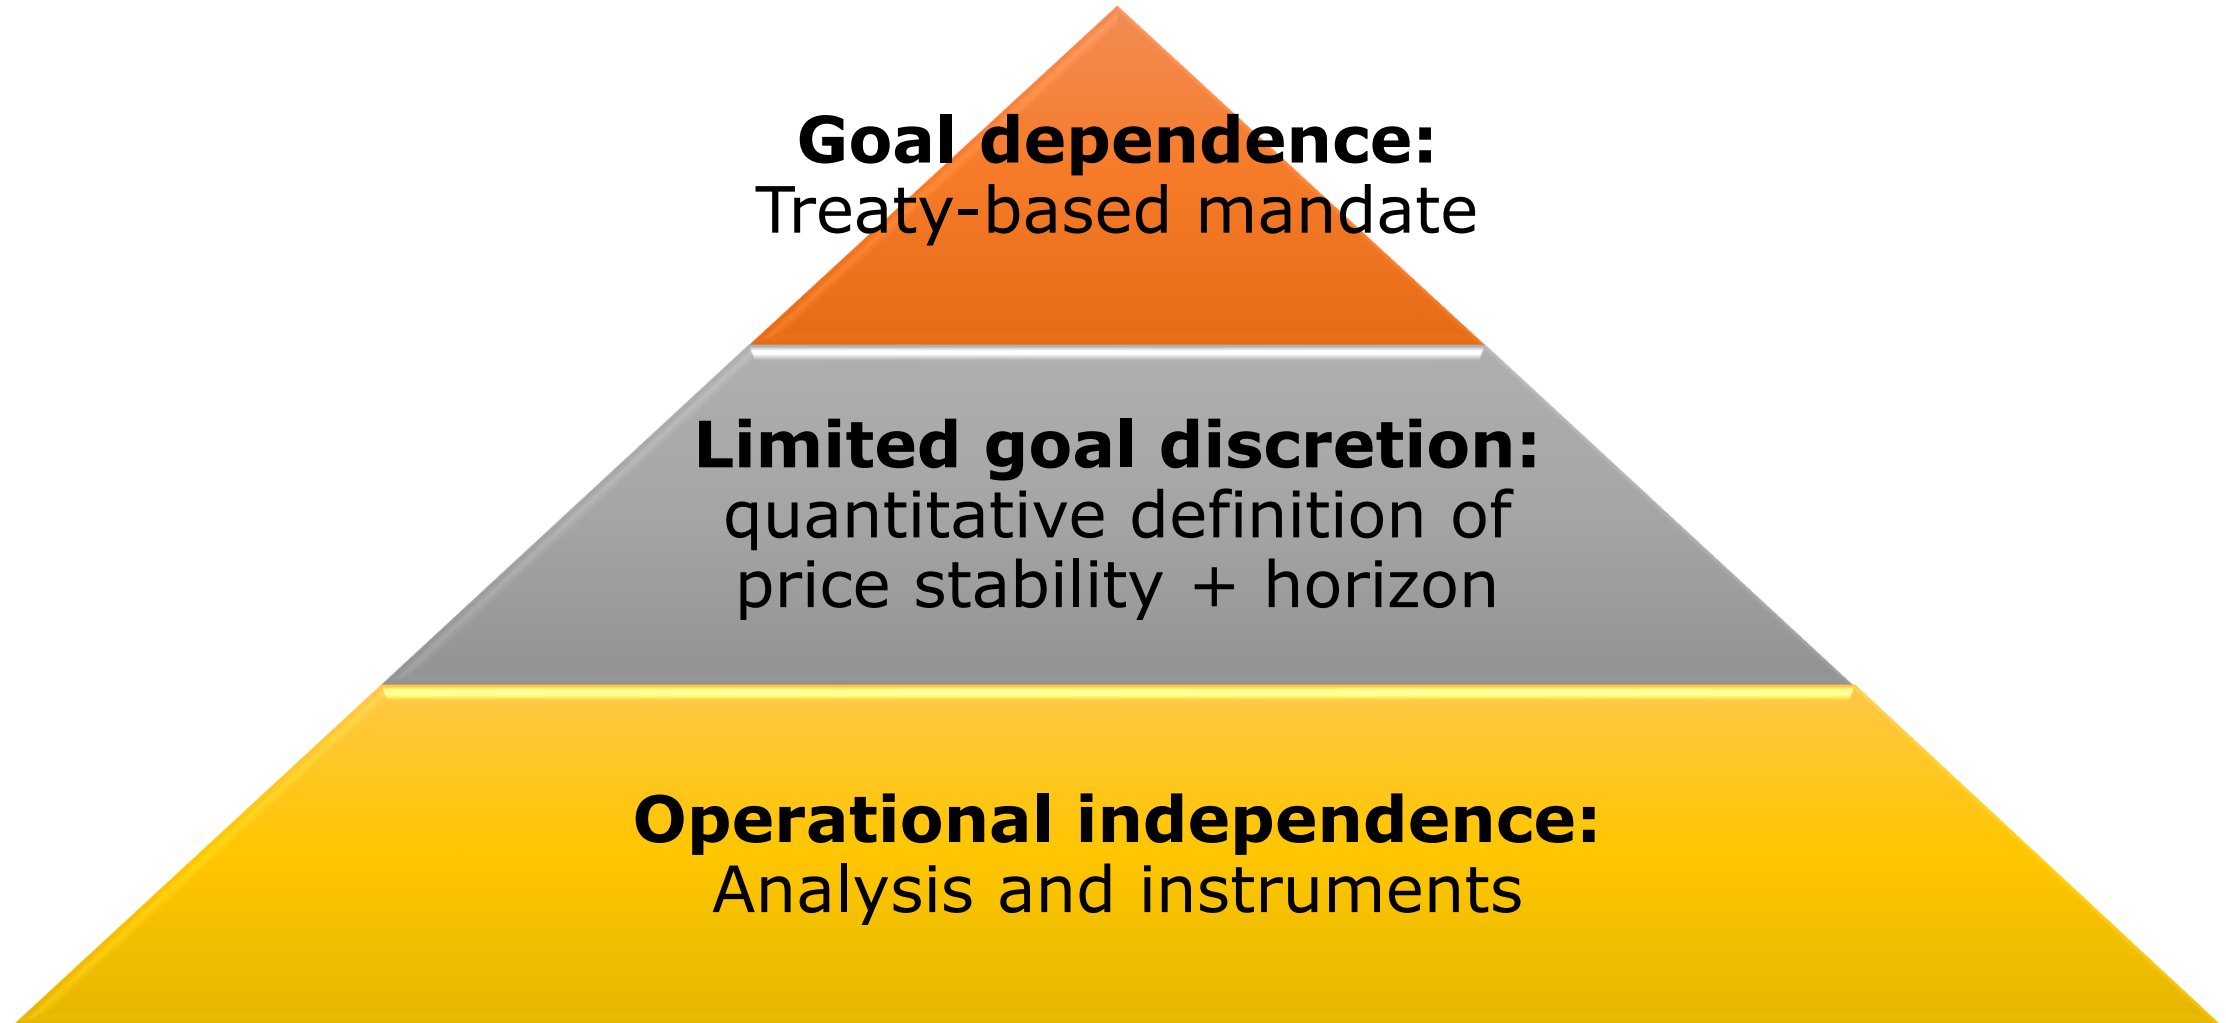 Goal dependence:
Treaty-based mandate
Limited goal discretion:
quantitative definition of
price stability + horizon
Operational independence:
Analysis and instruments